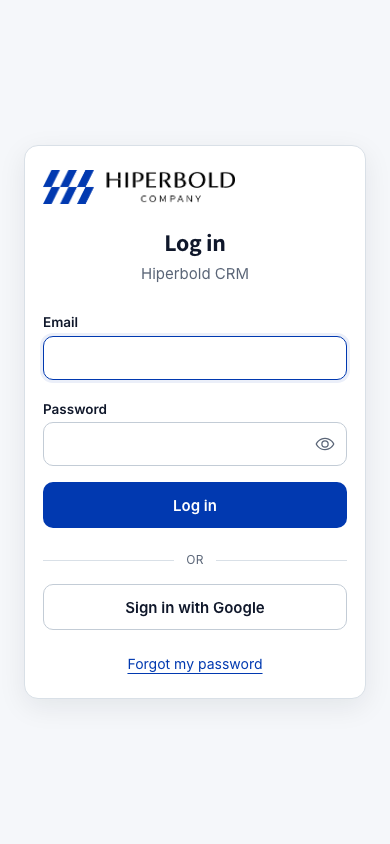 HIPERBOLD
COMPANY
Log in
Hiperbold CRM
Email
Password
Log in
OR
Sign in with Google
Forgot my password